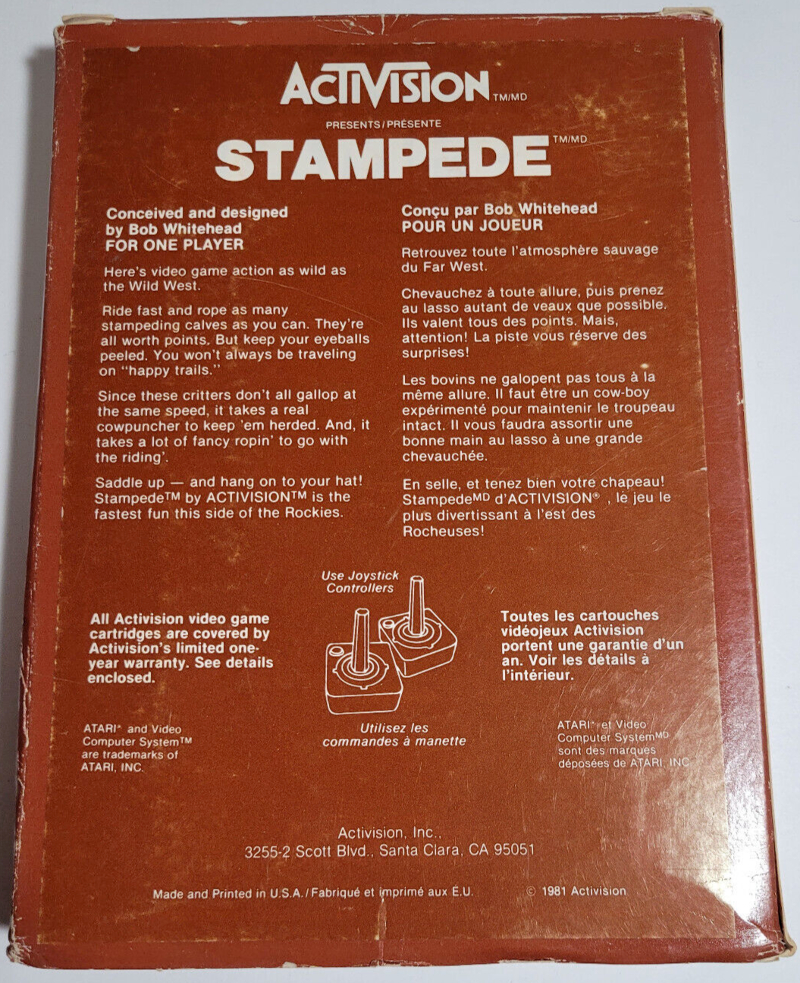 ACTIVISION TM/MD
PRESENTS/PRÉSENTE
STAMPEDE TM/MD
Conceived and designed
by Bob Whitehead
FOR ONE PLAYER
Here's video game action as wild as
the Wild West.
Ride fast and rope as many
stampeding calves as you can. They're
all worth points. But keep your eyeballs
peeled. You won't always be traveling
on "happy trails."
Since these critters don't all gallop at
the same speed, it takes a real
cowpuncher to keep 'em herded. And, it
takes a lot of fancy ropin' to go with
the riding'.
Saddle up — and hang on to your hat!
Stampede™ by ACTIVISION™ is the
fastest fun this side of the Rockies.
Conçu par Bob Whitehead
POUR UN JOUEUR
Retrouvez toute l'atmosphère sauvage
du Far West.
Chevauchez à toute allure, puis prenez
au lasso autant de veaux que possible.
Ils valent tous des points. Mais,
attention! La piste vous réserve des
surprises!
Les bovins ne galopent pas tous à la
même allure. Il faut être un cow-boy
expérimenté pour maintenir le troupeau
intact. Il vous faudra assortir une
bonne main au lasso à une grande
chevauchée.
En selle, et tenez bien votre chapeau!
StampedeMD d'ACTIVISION® , le jeu le
plus divertissant à l'est des
Rocheuses!
Use Joystick
Controllers
All Activision video game
cartridges are covered by
Activision's limited one-
year warranty. See details
enclosed.
Toutes les cartouches
vidéojeux Activision
portent une garantie d'un
an. Voir les détails à
l'intérieur.
Utilisez les
commandes à manette
ATARI® and Video
Computer System™
are trademarks of
ATARI, INC.
ATARI® et Video
Computer SystemMD
sont des marques
déposées de ATARI, INC
Activision, Inc.,
3255-2 Scott Blvd., Santa Clara, CA 95051
Made and Printed in U.S.A./Fabriqué et imprimé aux É.U.
© 1981 Activision